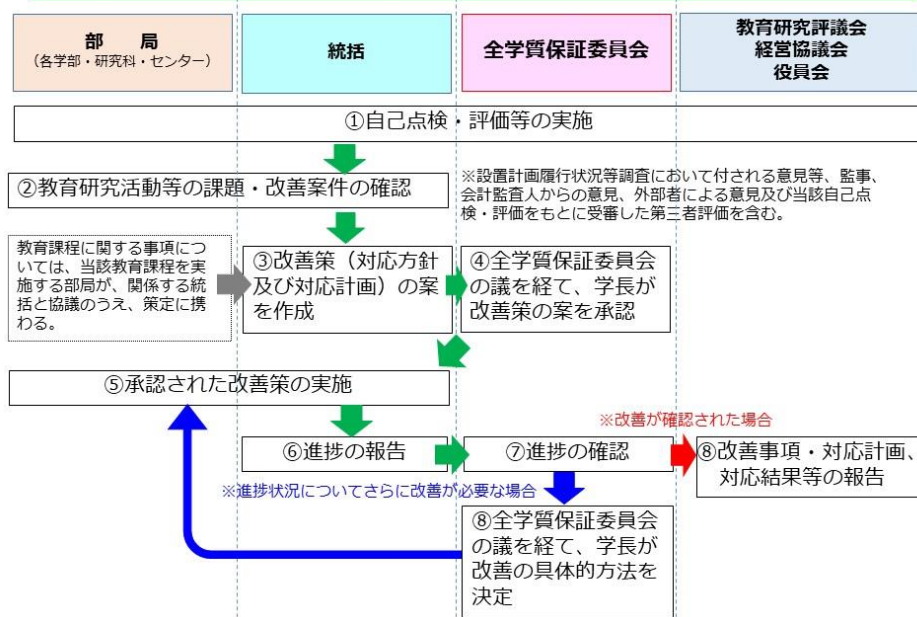 部　局
（各学部・研究科・センター）
統括
全学質保証委員会
教育研究評議会
経営協議会
役員会
①自己点検・評価等の実施
②教育研究活動等の課題・改善案件の確認
※設置計画履行状況等調査において付される意見等、監事、
会計監査人からの意見、外部者による意見及び当該自己点
検・評価をもとに受審した第三者評価を含む。
教育課程に関する事項につ
いては、当該教育課程を実
施する部局が、関係する統
括と協議のうえ、策定に携
わる。
③改善策（対応方針
及び対応計画）の案
を作成
④全学質保証委員会
の議を経て、学長が
改善策の案を承認
⑤承認された改善策の実施
※改善が確認された場合
⑥進捗の報告
⑦進捗の確認
⑧改善事項・対応計画、
対応結果等の報告
※進捗状況についてさらに改善が必要な場合
⑧全学質保証委員会
の議を経て、学長が
改善の具体的方法を
決定